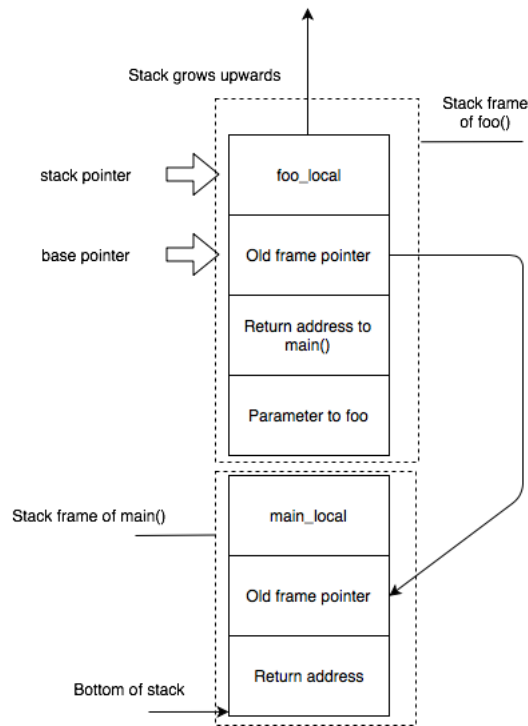 Stack grows upwards
Stack frame
of foo()
stack pointer
foo_local
base pointer
Old frame pointer
Return address to
main()
Parameter to foo
Stack frame of main()
main_local
Old frame pointer
Return address
Bottom of stack